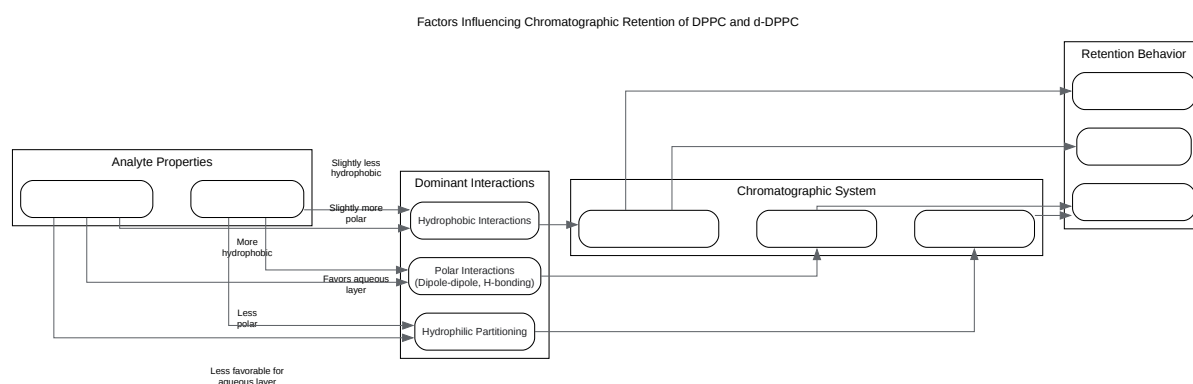 Factors Influencing Chromatographic Retention of DPPC and d-DPPC
Retention Behavior
Analyte Properties
Slightly less
hydrophobic
Dominant Interactions
Chromatographic System
Slightly more
polar
Hydrophobic Interactions
More
hydrophobic
Polar Interactions
(Dipole-dipole, H-bonding)
Favors aqueous
layer
Less
polar
Hydrophilic Partitioning
Less favorable for
aqueous layer